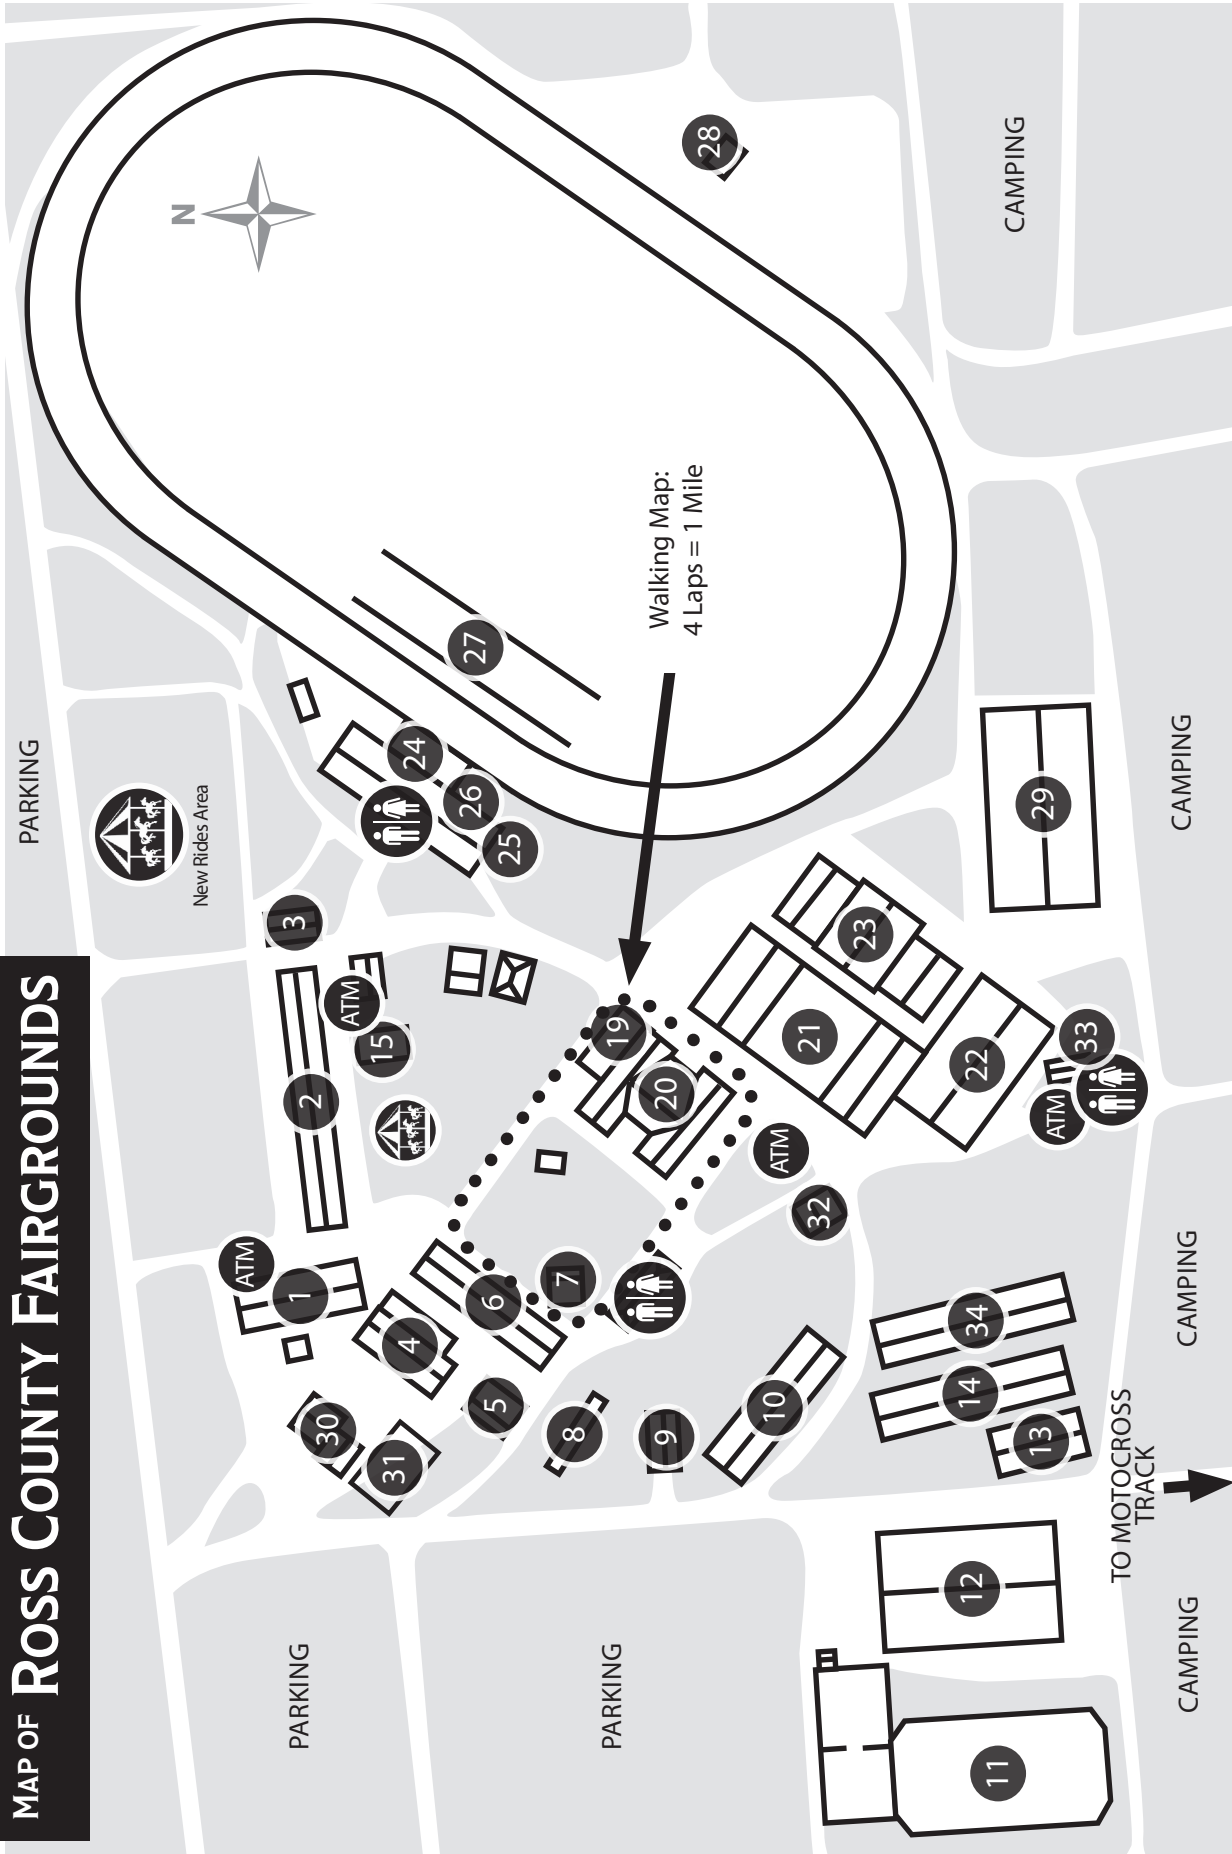 MAP OF ROSS COUNTY FAIRGROUNDS
PARKING
New Rides Area
N
PARKING
PARKING
CAMPING
CAMPING
CAMPING
CAMPING
Walking Map:
4 Laps = 1 Mile
TO MOTOCROSS
TRACK
ATM
ATM
ATM
ATM
1
2
3
4
5
6
7
8
9
10
11
12
13
14
15
19
20
21
22
23
24
25
26
27
28
29
30
31
32
33
34